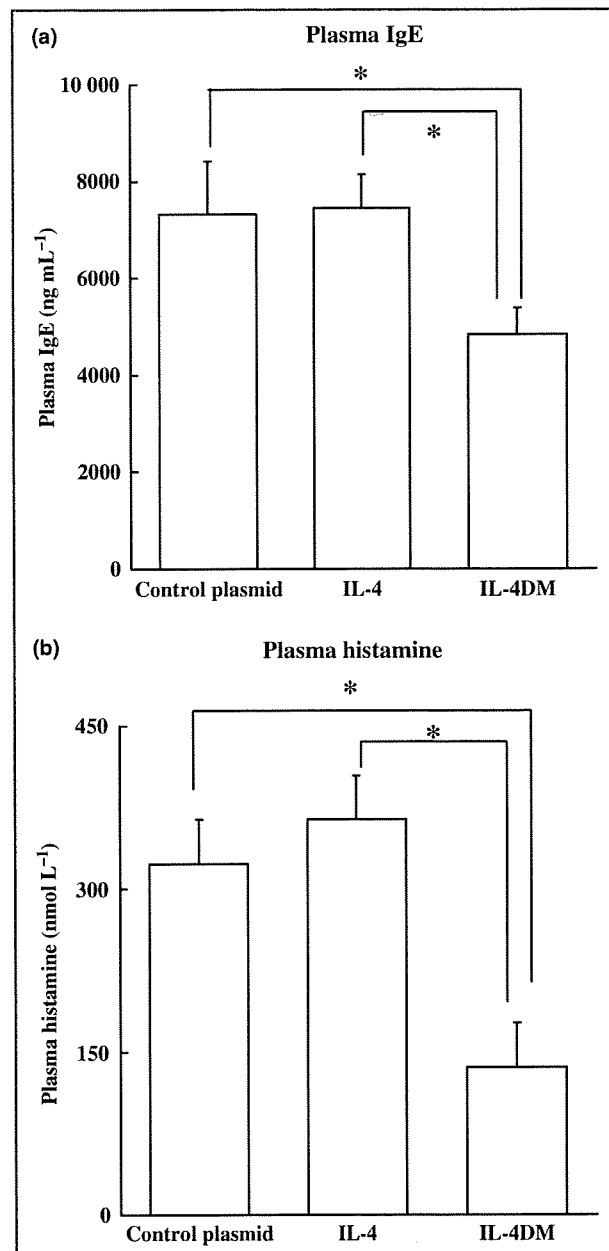 (a)
Plasma IgE
*
*
10 000
8000
6000
4000
2000
0
Plasma IgE (ng mL⁻¹)
Control plasmid IL-4 IL-4DM
(b)
Plasma histamine
*
*
450
300
150
0
Plasma histamine (nmol L⁻¹)
Control plasmid IL-4 IL-4DM